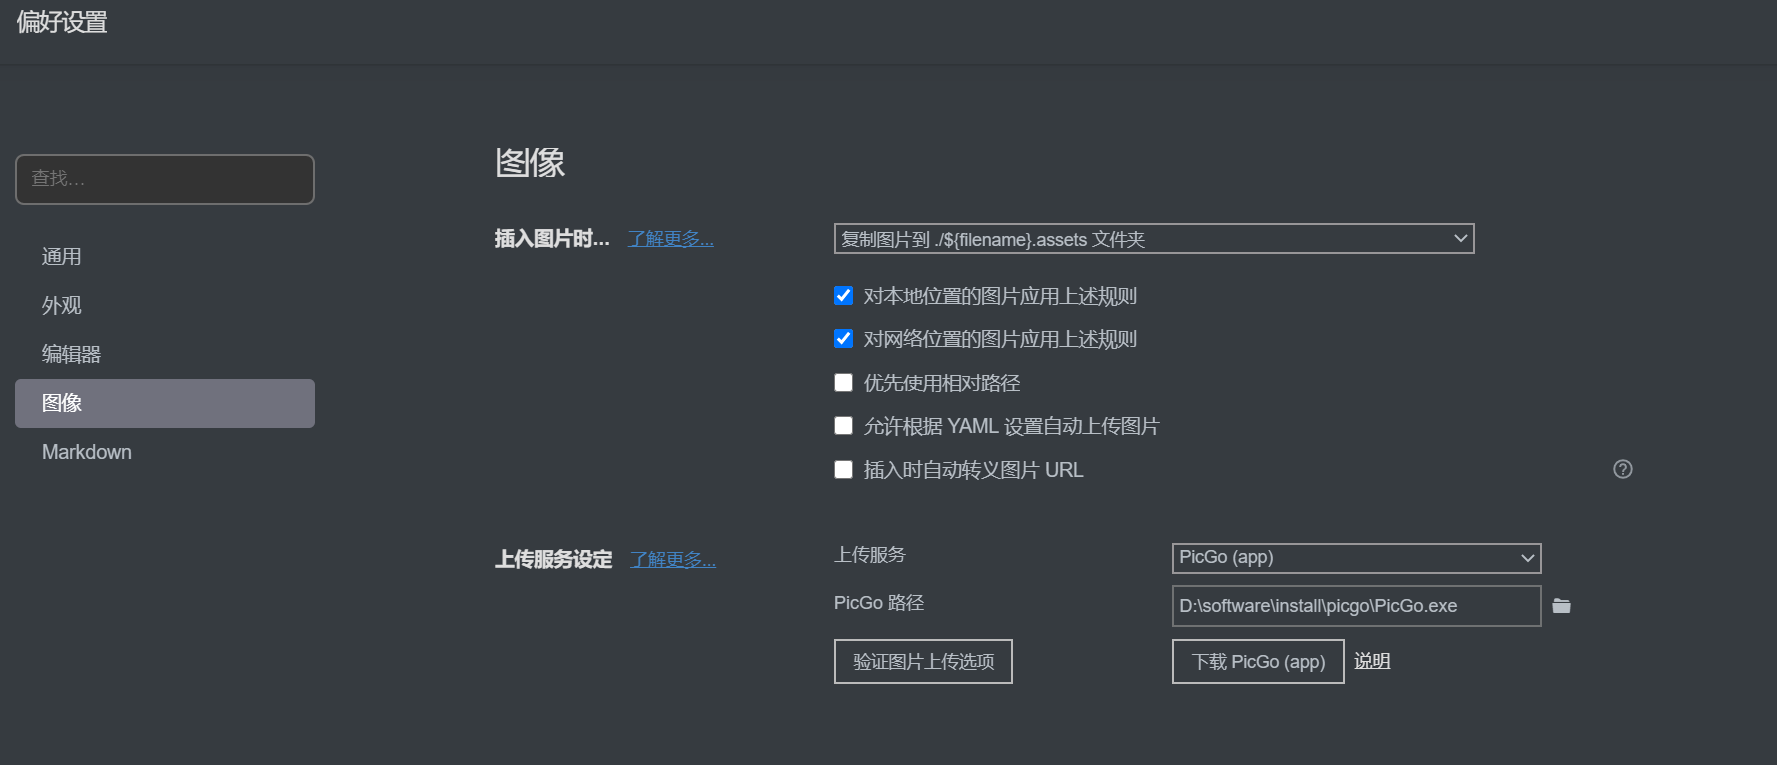 偏好设置
查找...
通用
外观
编辑器
图像
Markdown
图像
插入图片时... 了解更多...
复制图片到 ./${filename}.assets 文件夹
对本地位置的图片应用上述规则
对网络位置的图片应用上述规则
优先使用相对路径
允许根据 YAML 设置自动上传图片
插入时自动转义图片 URL
?
上传服务设定 了解更多...
上传服务 PicGo (app)
PicGo 路径 D:\software\install\picgo\PicGo.exe
验证图片上传选项 下载 PicGo (app) 说明